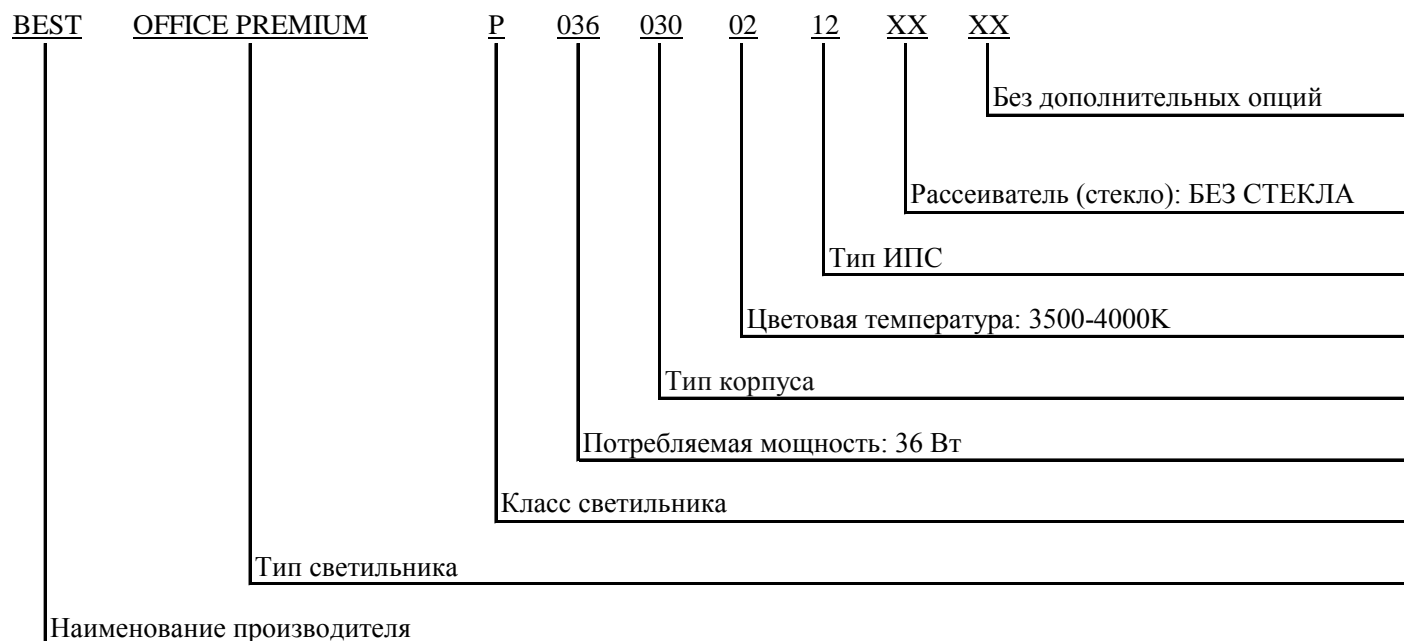 BEST OFFICE PREMIUM P 036 030 02 12 XX XX
Без дополнительных опций
Рассеиватель (стекло): БЕЗ СТЕКЛА
Тип ИПС
Цветовая температура: 3500-4000К
Тип корпуса
Потребляемая мощность: 36 Вт
Класс светильника
Тип светильника
Наименование производителя